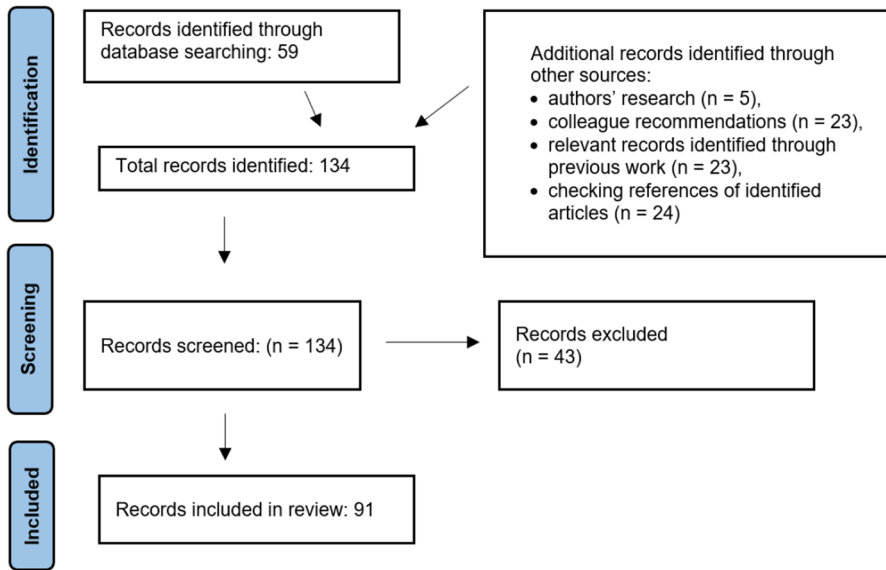 Identification
Records identified through
database searching: 59
Additional records identified through
other sources:
• authors’ research (n = 5),
• colleague recommendations (n = 23),
• relevant records identified through
previous work (n = 23),
• checking references of identified
articles (n = 24)
Total records identified: 134
Screening
Records screened: (n = 134)
Records excluded
(n = 43)
Included
Records included in review: 91